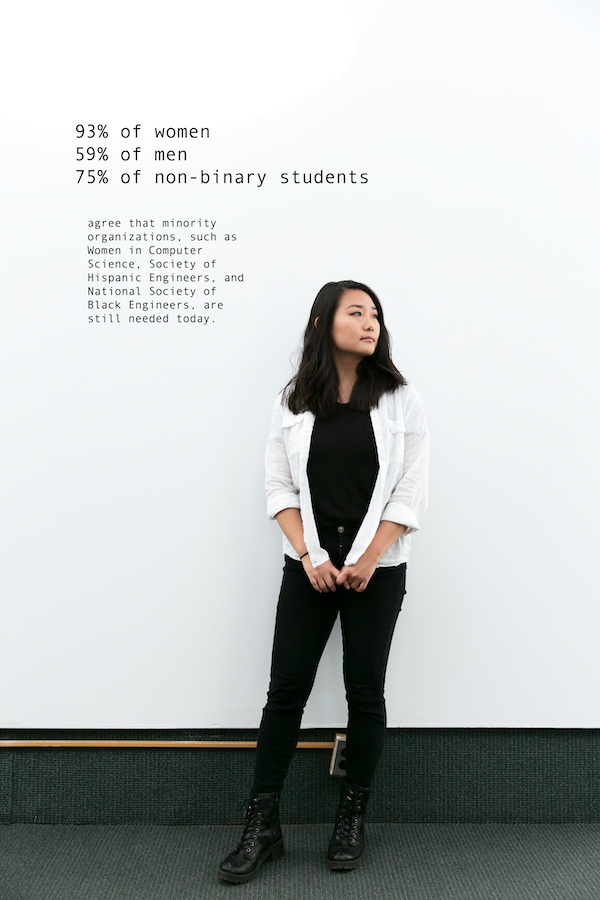 93% of women
59% of men
75% of non-binary students
agree that minority
organizations, such as
Women in Computer
Science, Society of
Hispanic Engineers, and
National Society of
Black Engineers, are
still needed today.